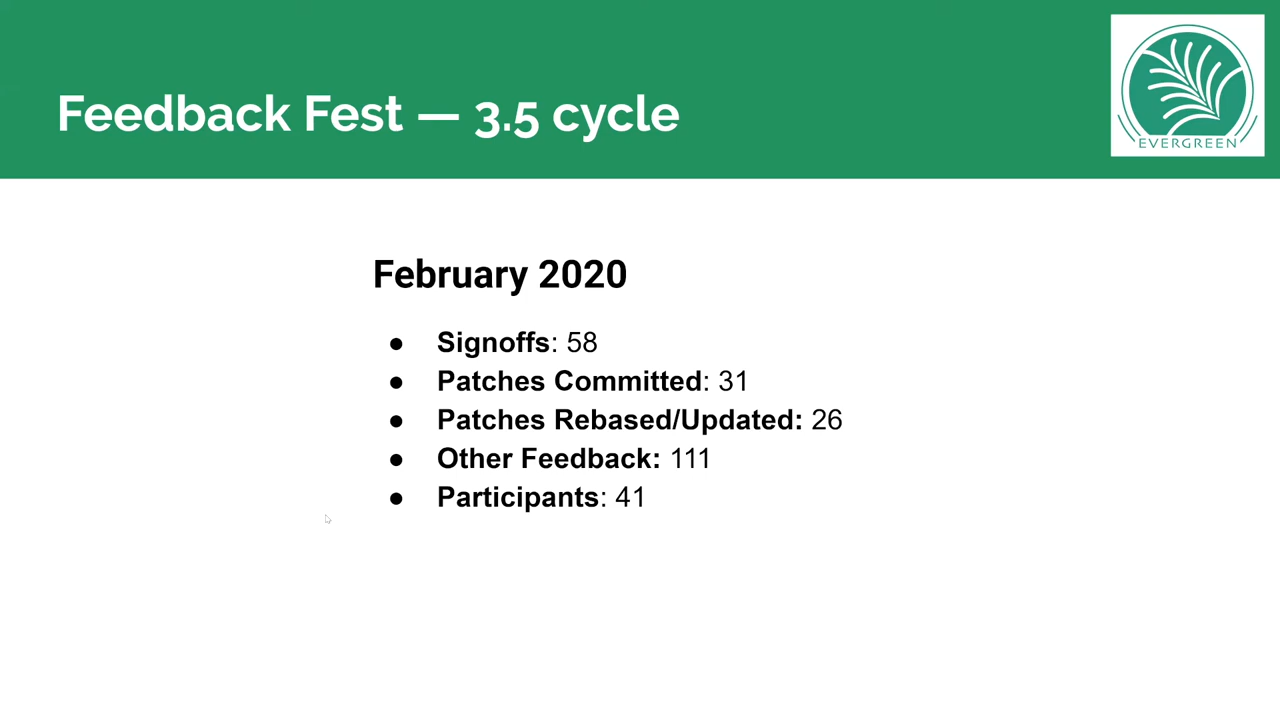 Feedback Fest — 3.5 cycle
EVERGREEN
February 2020
● Signoffs: 58
● Patches Committed: 31
● Patches Rebased/Updated: 26
● Other Feedback: 111
● Participants: 41